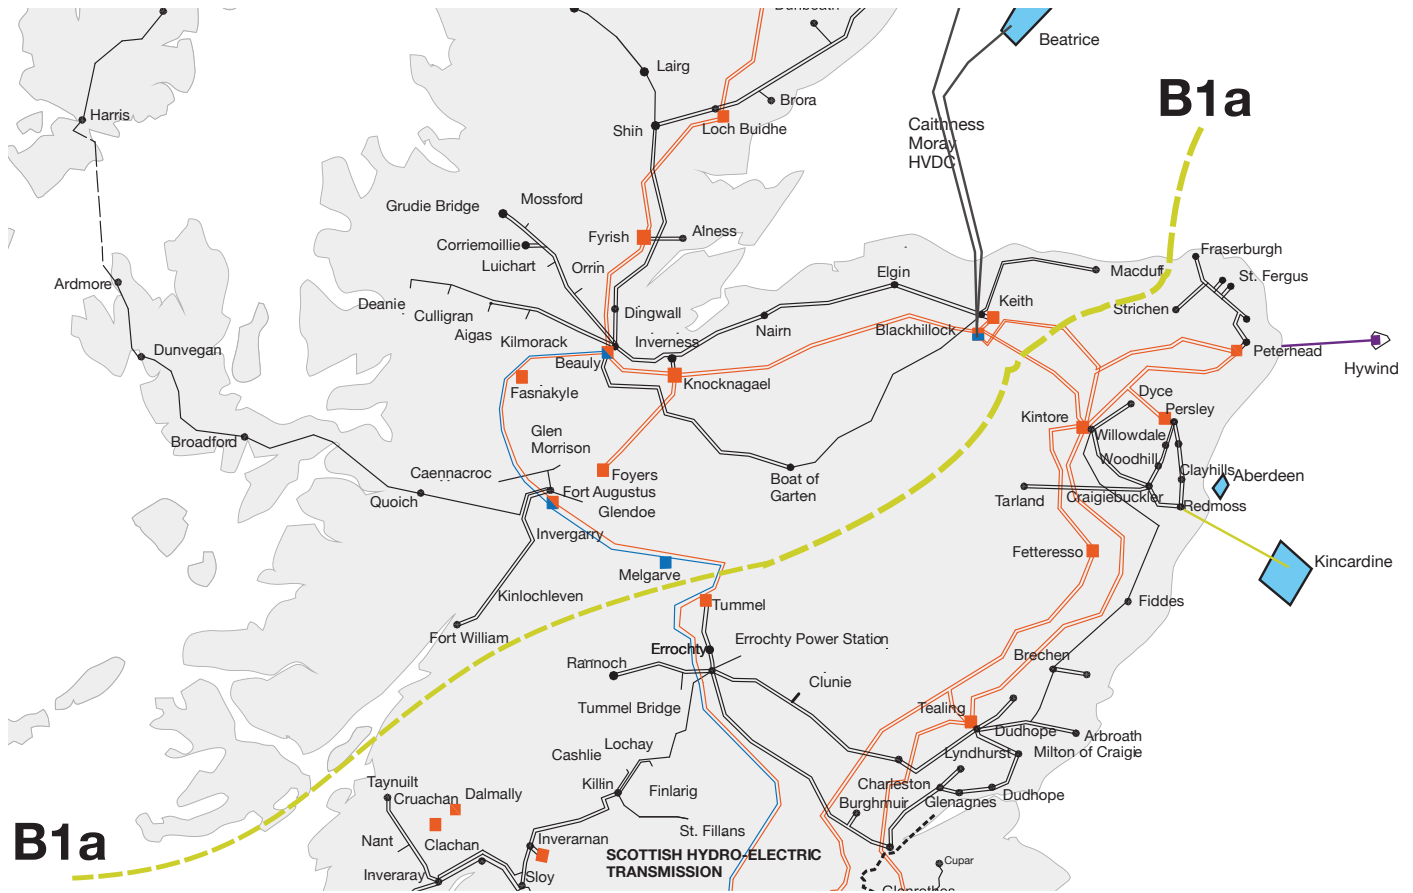 Dunbeath
Beatrice
Lairg
B1a
Harris
Brora
Shin
Loch Buidhe
Caithness
Moray
HVDC
Mossford
Grudie Bridge
Fyrish
Alness
Corriemoillie
Luichart
Orrin
Fraserburgh
Elgin
Macduff
St. Fergus
Ardmore
Deanie
Culligran
Aigas
Dingwall
Keith
Strichen
Nairn
Blackhillock
Kilmorack
Inverness
Dunvegan
Beauly
Peterhead
Hywind
Knocknagael
Fasnakyle
Dyce
Persley
Kintore
Willowdale
Broadford
Glen
Morrison
Woodhill
Caennacroc
Foyers
Clayhills
Aberdeen
Boat of
Garten
Quoich
Fort Augustus
Glendoe
Tarland
Craigiebuckler
Redmoss
Invergarry
Fetteresso
Kincardine
Melgarve
Kinlochleven
Tummel
Fiddes
Fort William
Errochty
Errochty Power Station
Rannoch
Brechen
Clunie
Tummel Bridge
Tealing
Dudhope
Arbroath
Lochay
Cashlie
Lyndhurst
Milton of Craigie
Taynuilt
Killin
Finlarig
Charleston
Cruachan
Dalmally
Burghmuir
Glenagnes
Dudhope
B1a
St. Fillans
Nant
Clachan
Inverarnan
SCOTTISH HYDRO-ELECTRIC
TRANSMISSION
Cupar
Inveraray
Sloy
Glenrothes